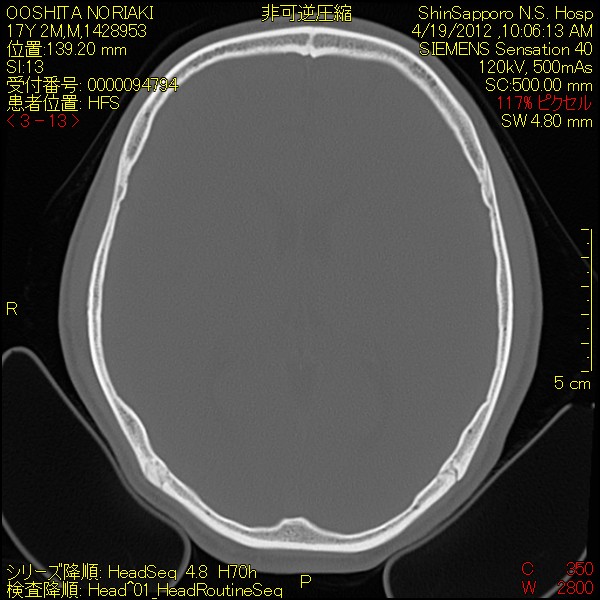 OOSHITA NORIAKI
17Y 2M,M,1428953
位置:139.20 mm
SI:13
受付番号: 0000094794
患者位置: HFS
<3-13>
非可逆圧縮
ShinSapporo N.S. Hosp
4/19/2012 ,10:06:13 AM
SIEMENS Sensation 40
120kV, 500mAs
SC:500.00 mm
117% ピクセル
SW 4.80 mm
R
5 cm
シリーズ降順: HeadSeq 4.8 H70h
検査降順: Head^01_HeadRoutineSeq
P
C 350
W 2800